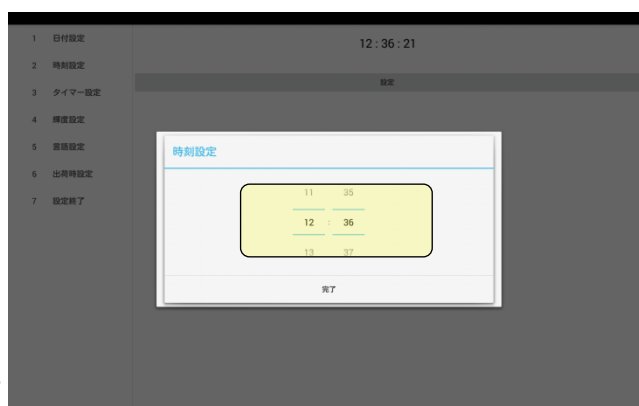 12 : 36 : 21
設定
1 日付設定
2 時刻設定
3 タイマー設定
4 輝度設定
5 言語設定
6 出荷時設定
7 設定終了
時刻設定
11 35
12 : 36
13 37
完了